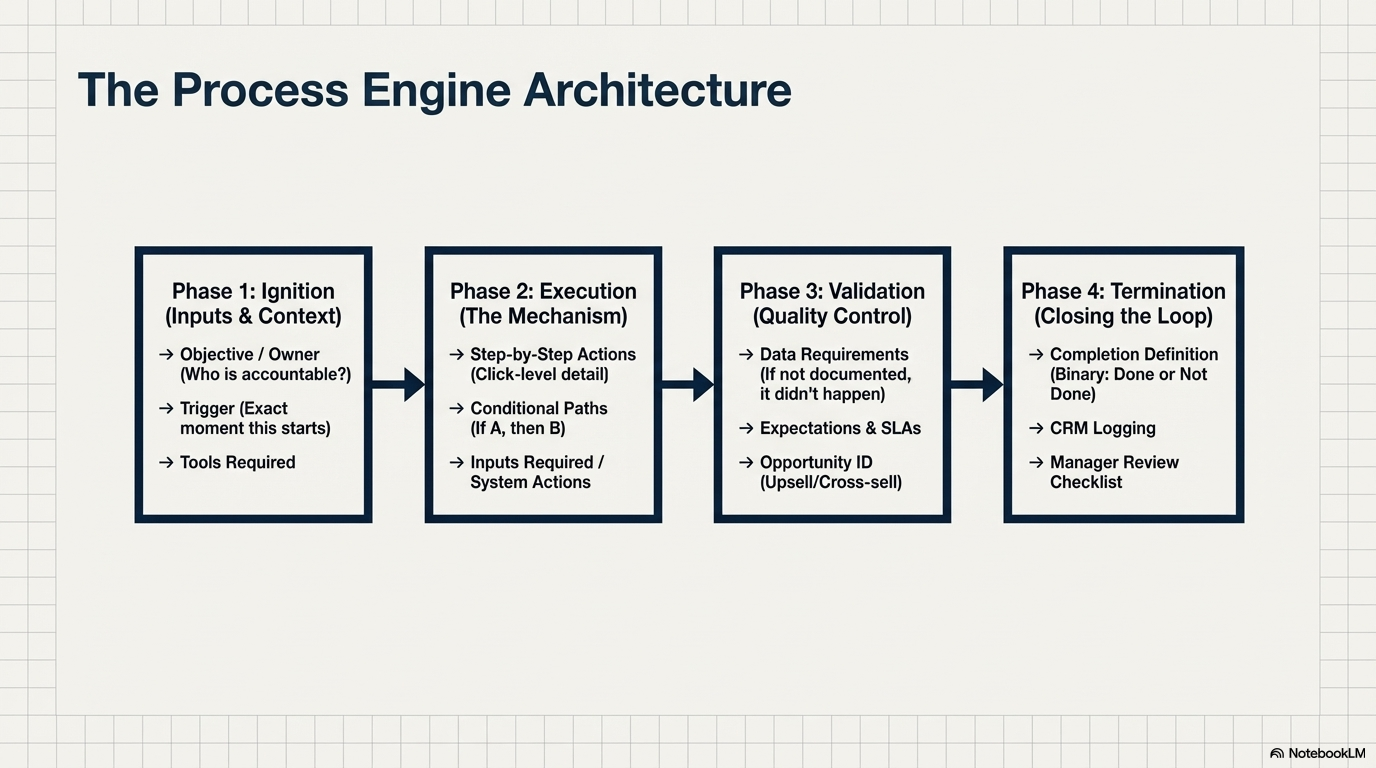 The Process Engine Architecture
Phase 1: Ignition
(Inputs & Context)
→ Objective / Owner
(Who is accountable?)
→ Trigger (Exact
moment this starts)
→ Tools Required
Phase 2: Execution
(The Mechanism)
→ Step-by-Step Actions
(Click-level detail)
→ Conditional Paths
(If A, then B)
→ Inputs Required /
System Actions
Phase 3: Validation
(Quality Control)
→ Data Requirements
(If not documented,
it didn't happen)
→ Expectations & SLAs
→ Opportunity ID
(Upsell/Cross-sell)
Phase 4: Termination
(Closing the Loop)
→ Completion Definition
(Binary: Done or Not
Done)
→ CRM Logging
→ Manager Review
Checklist
NotebookLM